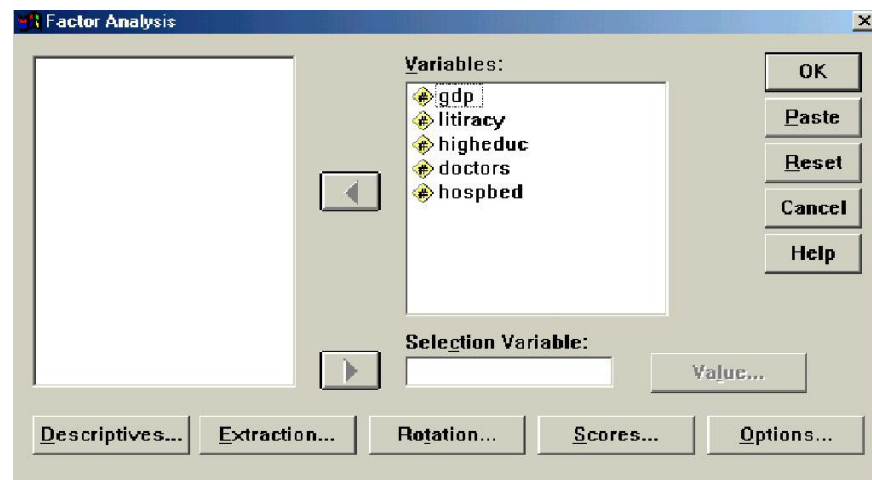 Factor Analysis
Variables:
gdp
litiracy
higheduc
doctors
hospbed
OK
Paste
Reset
Cancel
Help
Selection Variable:
Value...
Descriptives... Extraction... Rotation... Scores... Options...